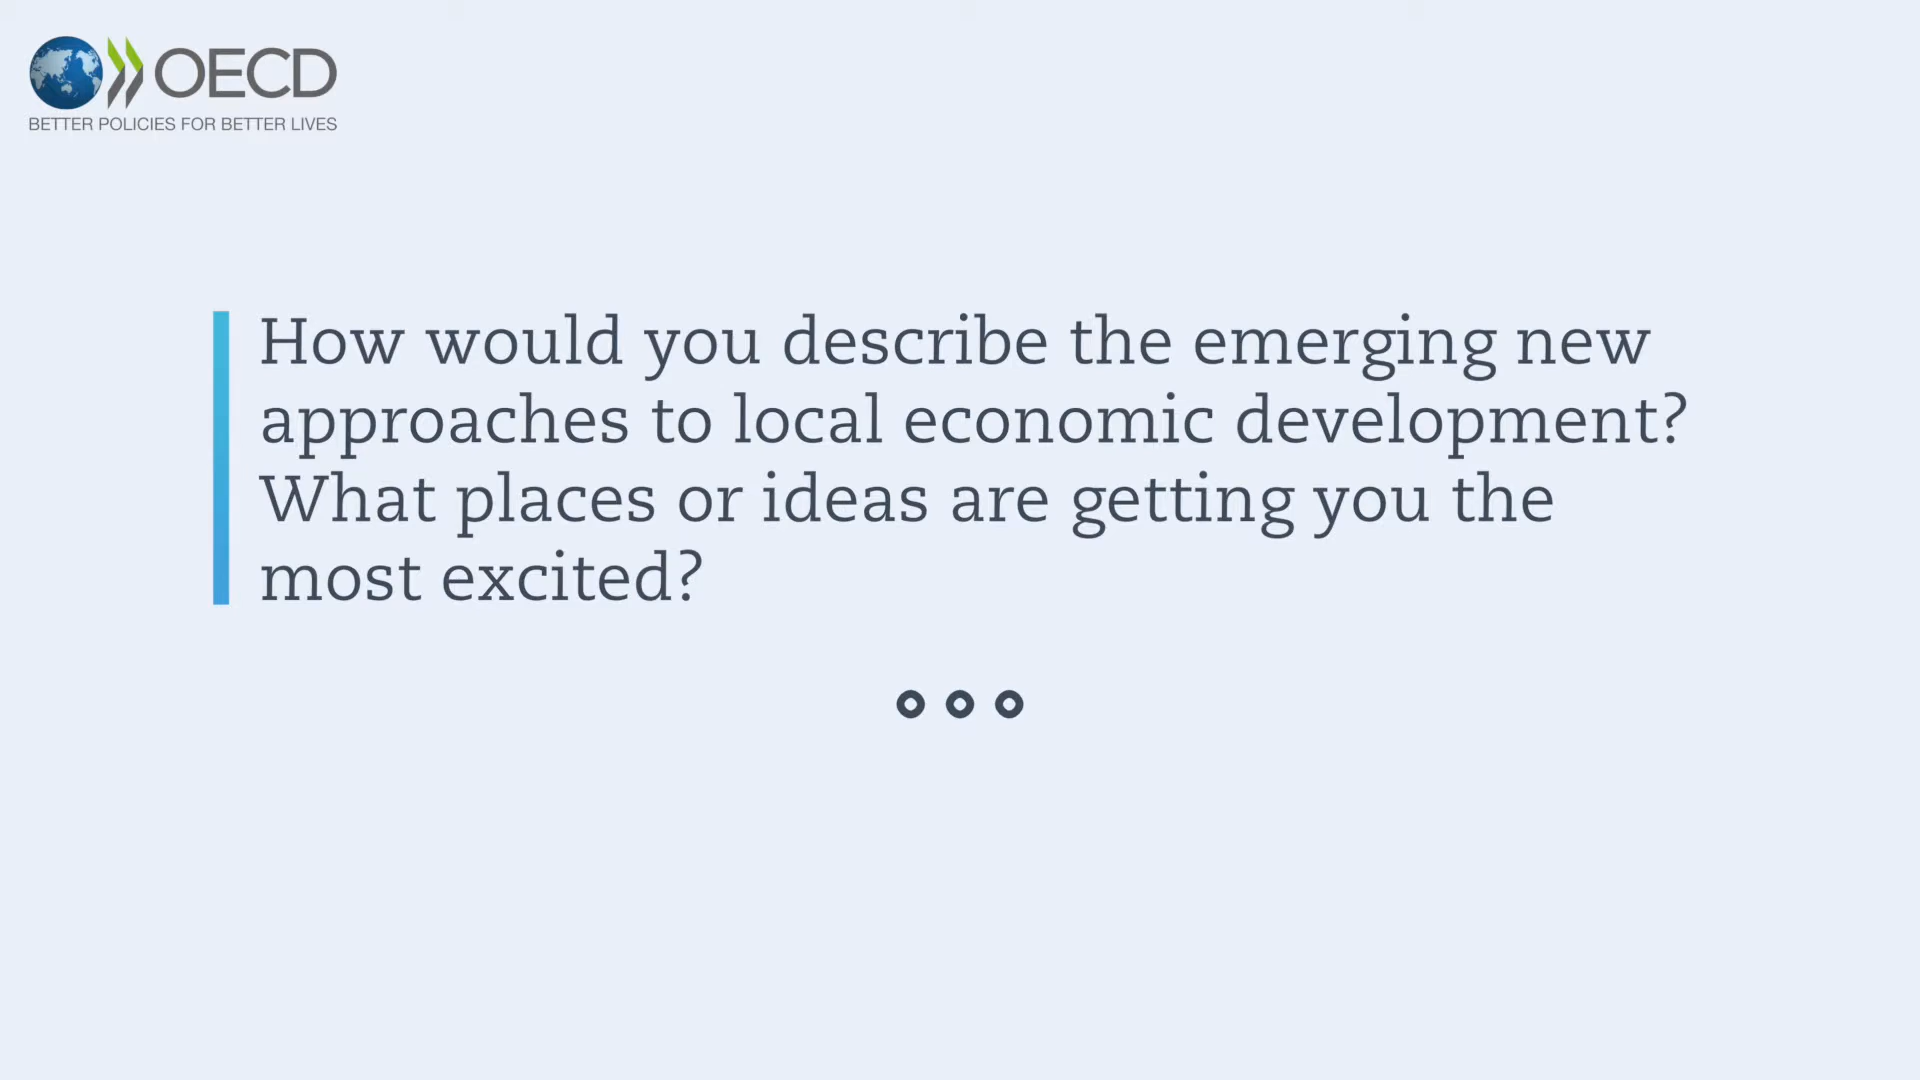 OECD
BETTER POLICIES FOR BETTER LIVES
How would you describe the emerging new
approaches to local economic development?
What places or ideas are getting you the
most excited?